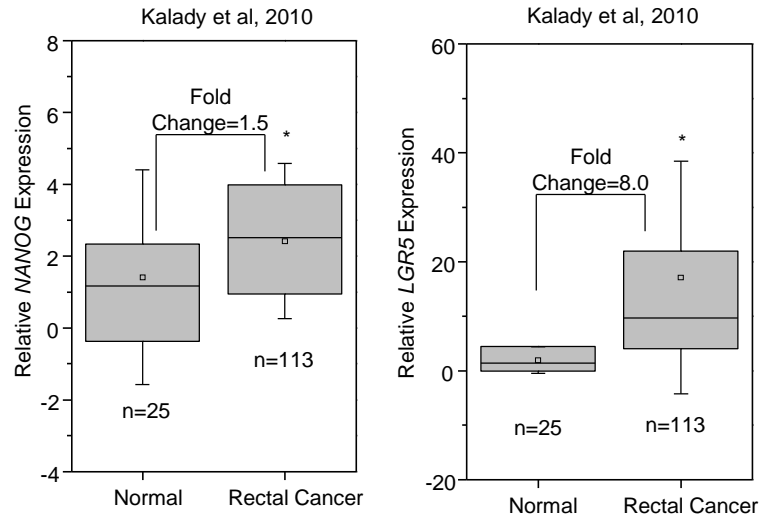 Kalady et al, 2010
8
6
4
2
0
-2
-4
Relative NANOG Expression
Fold
Change=1.5
*
n=25
n=113
Normal
Rectal Cancer
Kalady et al, 2010
60
40
20
0
-20
Relative LGR5 Expression
Fold
Change=8.0
*
n=25
n=113
Normal
Rectal Cancer